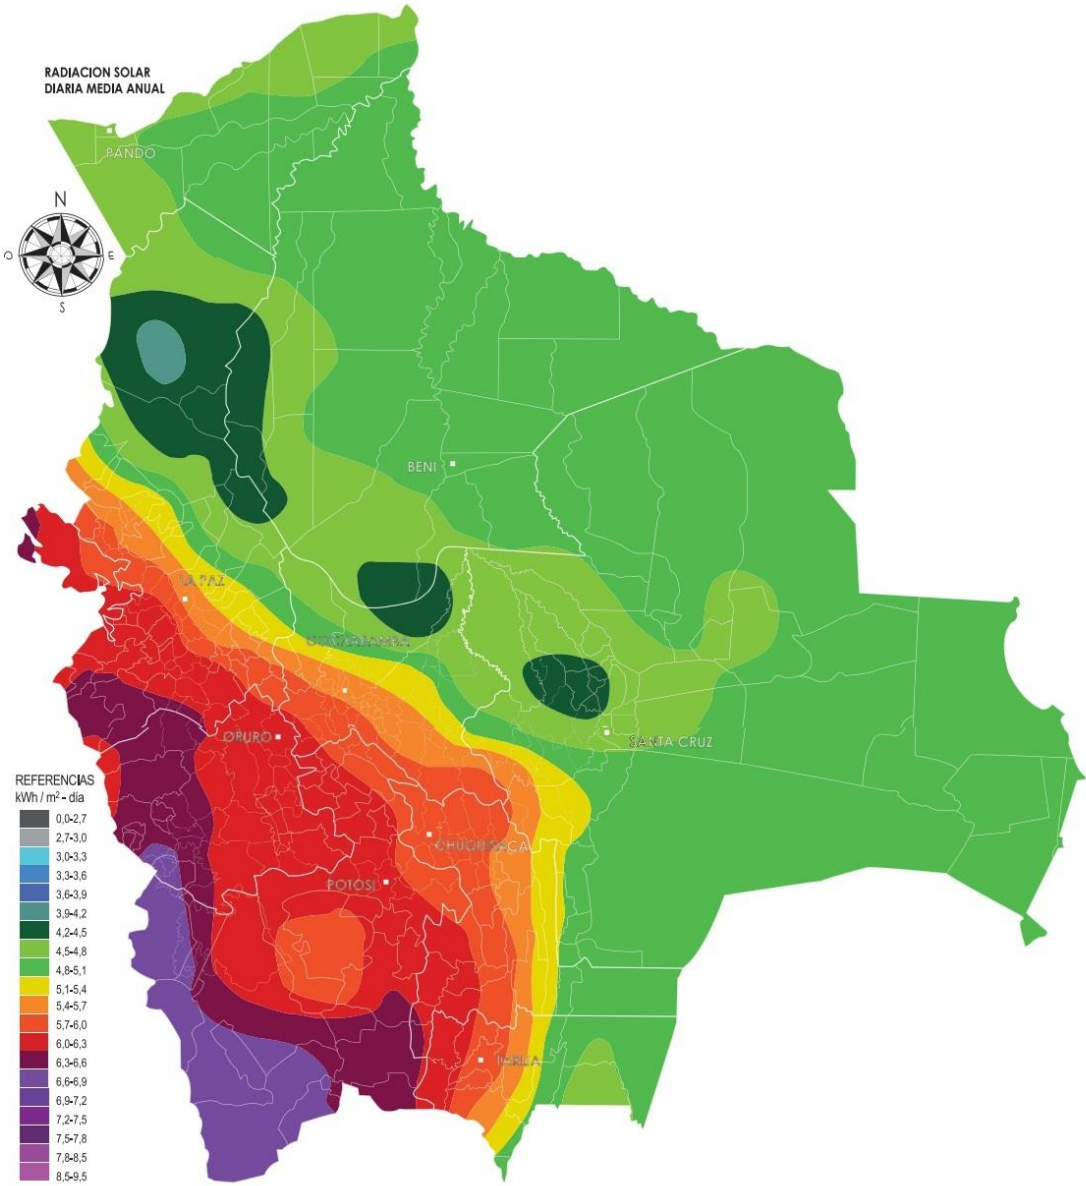 RADIACION SOLAR
DIARIA MEDIA ANUAL
PANDO
N
O
E
S
BENI
LA PAZ
COCHABAMBA
ORURO
SANTA CRUZ
CHUQUISACA
POTOSI
TARIJA
REFERENCIAS
kWh / m² - día
0,0-2,7
2,7-3,0
3,0-3,3
3,3-3,6
3,6-3,9
3,9-4,2
4,2-4,5
4,5-4,8
4,8-5,1
5,1-5,4
5,4-5,7
5,7-6,0
6,0-6,3
6,3-6,6
6,6-6,9
6,9-7,2
7,2-7,5
7,5-7,8
7,8-8,5
8,5-9,5